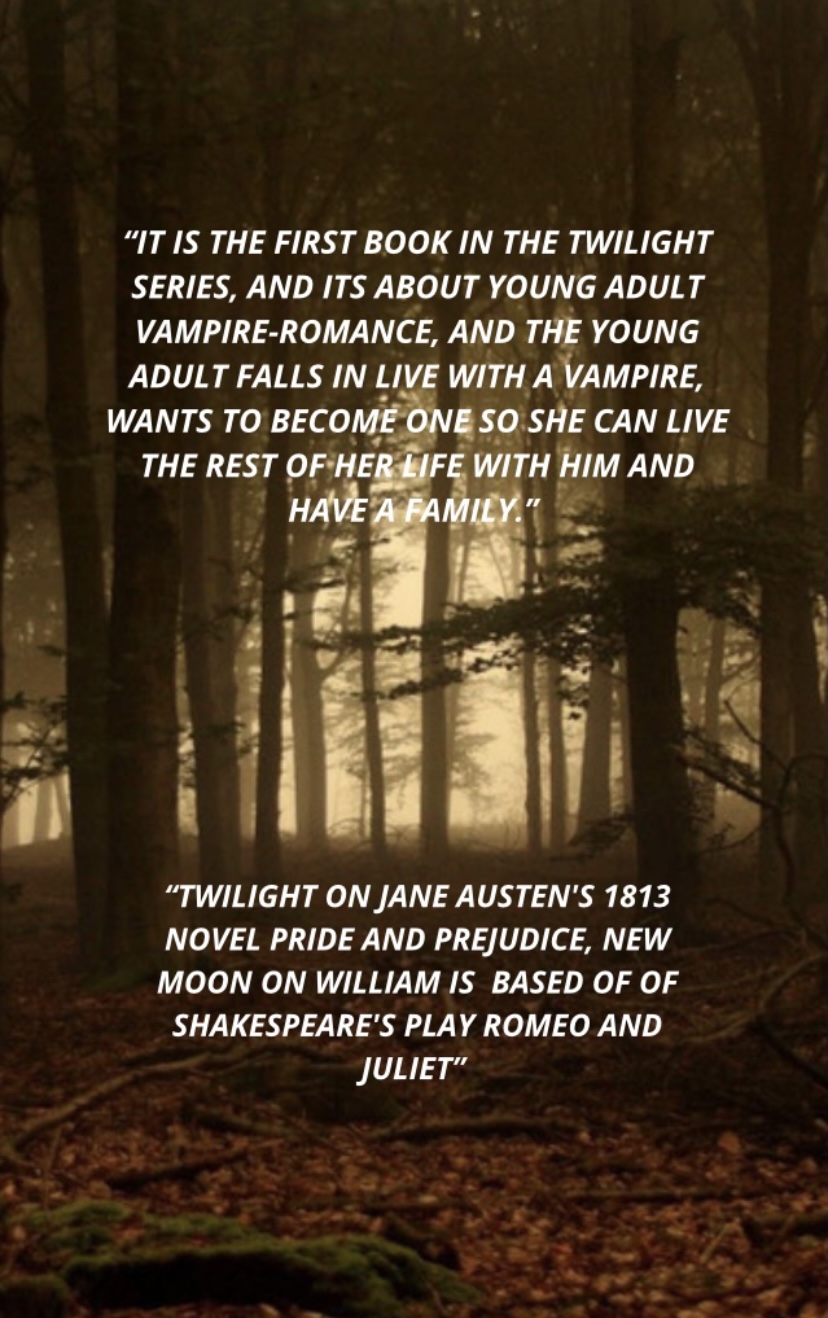 “IT IS THE FIRST BOOK IN THE TWILIGHT
SERIES, AND ITS ABOUT YOUNG ADULT
VAMPIRE-ROMANCE, AND THE YOUNG
ADULT FALLS IN LIVE WITH A VAMPIRE,
WANTS TO BECOME ONE SO SHE CAN LIVE
THE REST OF HER LIFE WITH HIM AND
HAVE A FAMILY.”
“TWILIGHT ON JANE AUSTEN'S 1813
NOVEL PRIDE AND PREJUDICE, NEW
MOON ON WILLIAM IS  BASED OF OF
SHAKESPEARE'S PLAY ROMEO AND
JULIET”